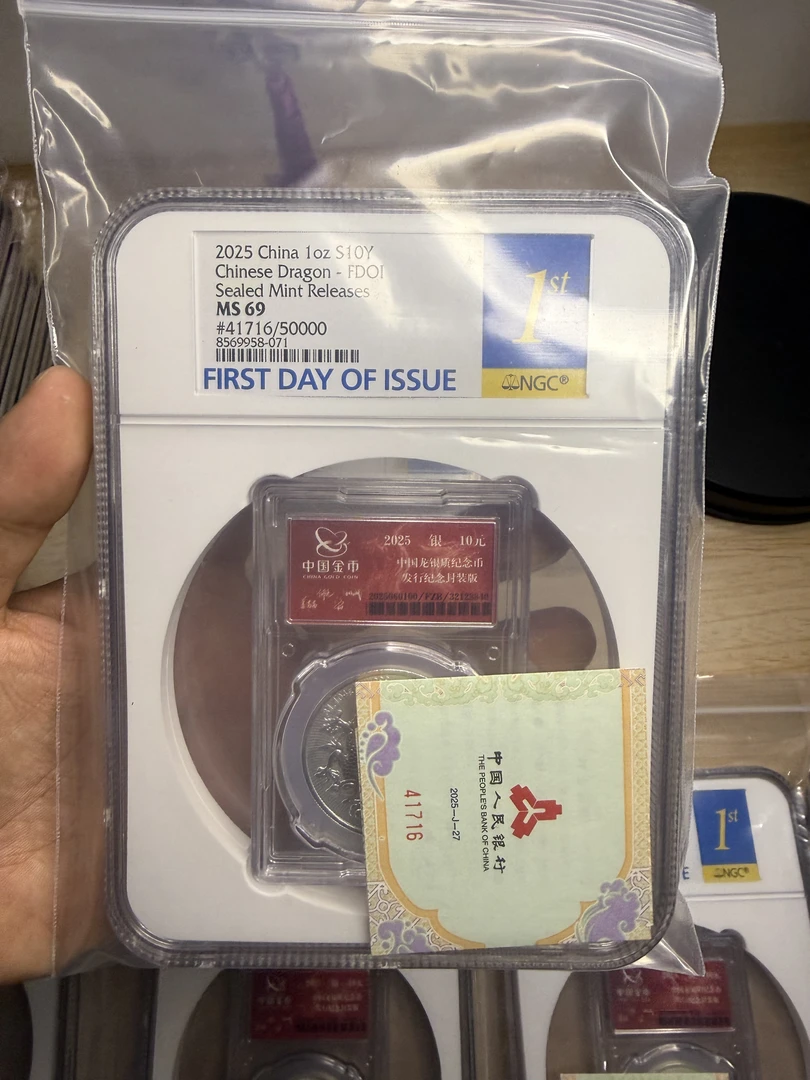 2025 China 1oz S10Y
Chinese Dragon - FDOI
Sealed Mint Releases
MS 69
#41716/50000
8569958-071
FIRST DAY OF ISSUE
1st
NGC®
中国金币
CHINA GOLD COIN
2025 银 10元
中国龙银质纪念币
发行纪念封装版
中国人民银行
THE PEOPLE'S BANK OF CHINA
2025-J-27
41716
1st
E
NGC®